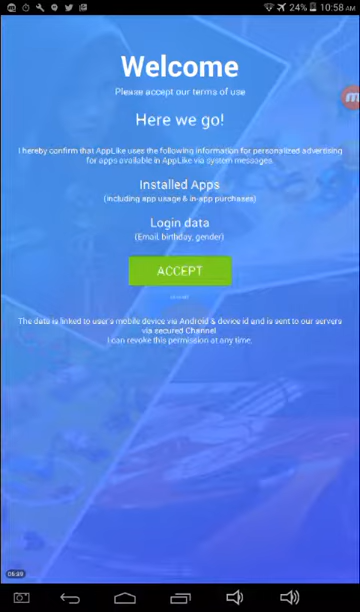 24% 10:58 AM
Welcome
Please accept our terms of use
Here we go!
I hereby confirm that AppLike uses the following information for personalized advertising
for apps available in AppLike via system messages.
Installed Apps
(including app usage & in-app purchases)
Login data
(Email, birthday, gender)
ACCEPT
The data is linked to user's mobile device via Android & device id and is sent to our servers
via secured Channel
I can revoke this permission at any time.